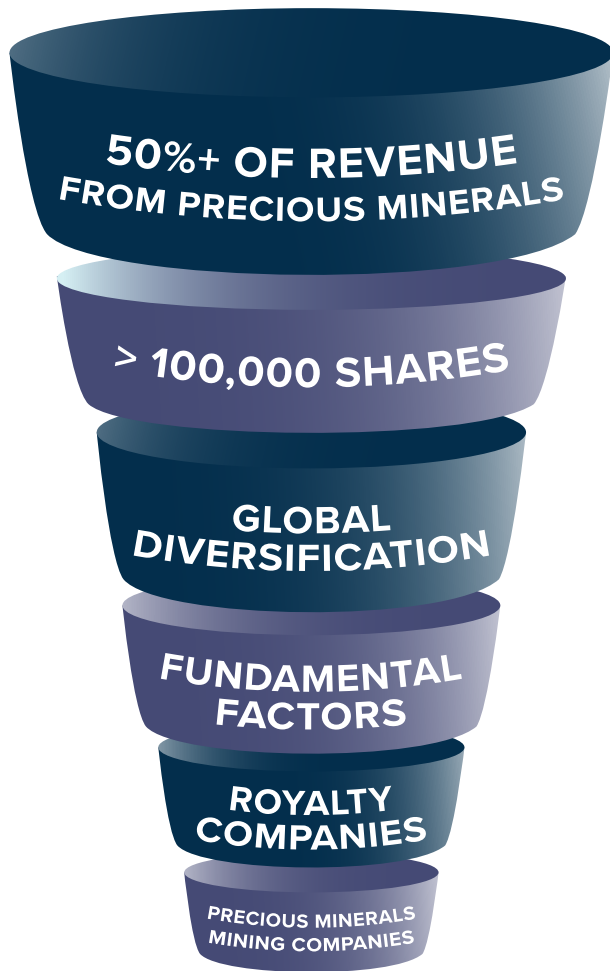 50%+ OF REVENUE
FROM PRECIOUS MINERALS
> 100,000 SHARES
GLOBAL
DIVERSIFICATION
FUNDAMENTAL
FACTORS
ROYALTY
COMPANIES
PRECIOUS MINERALS
MINING COMPANIES